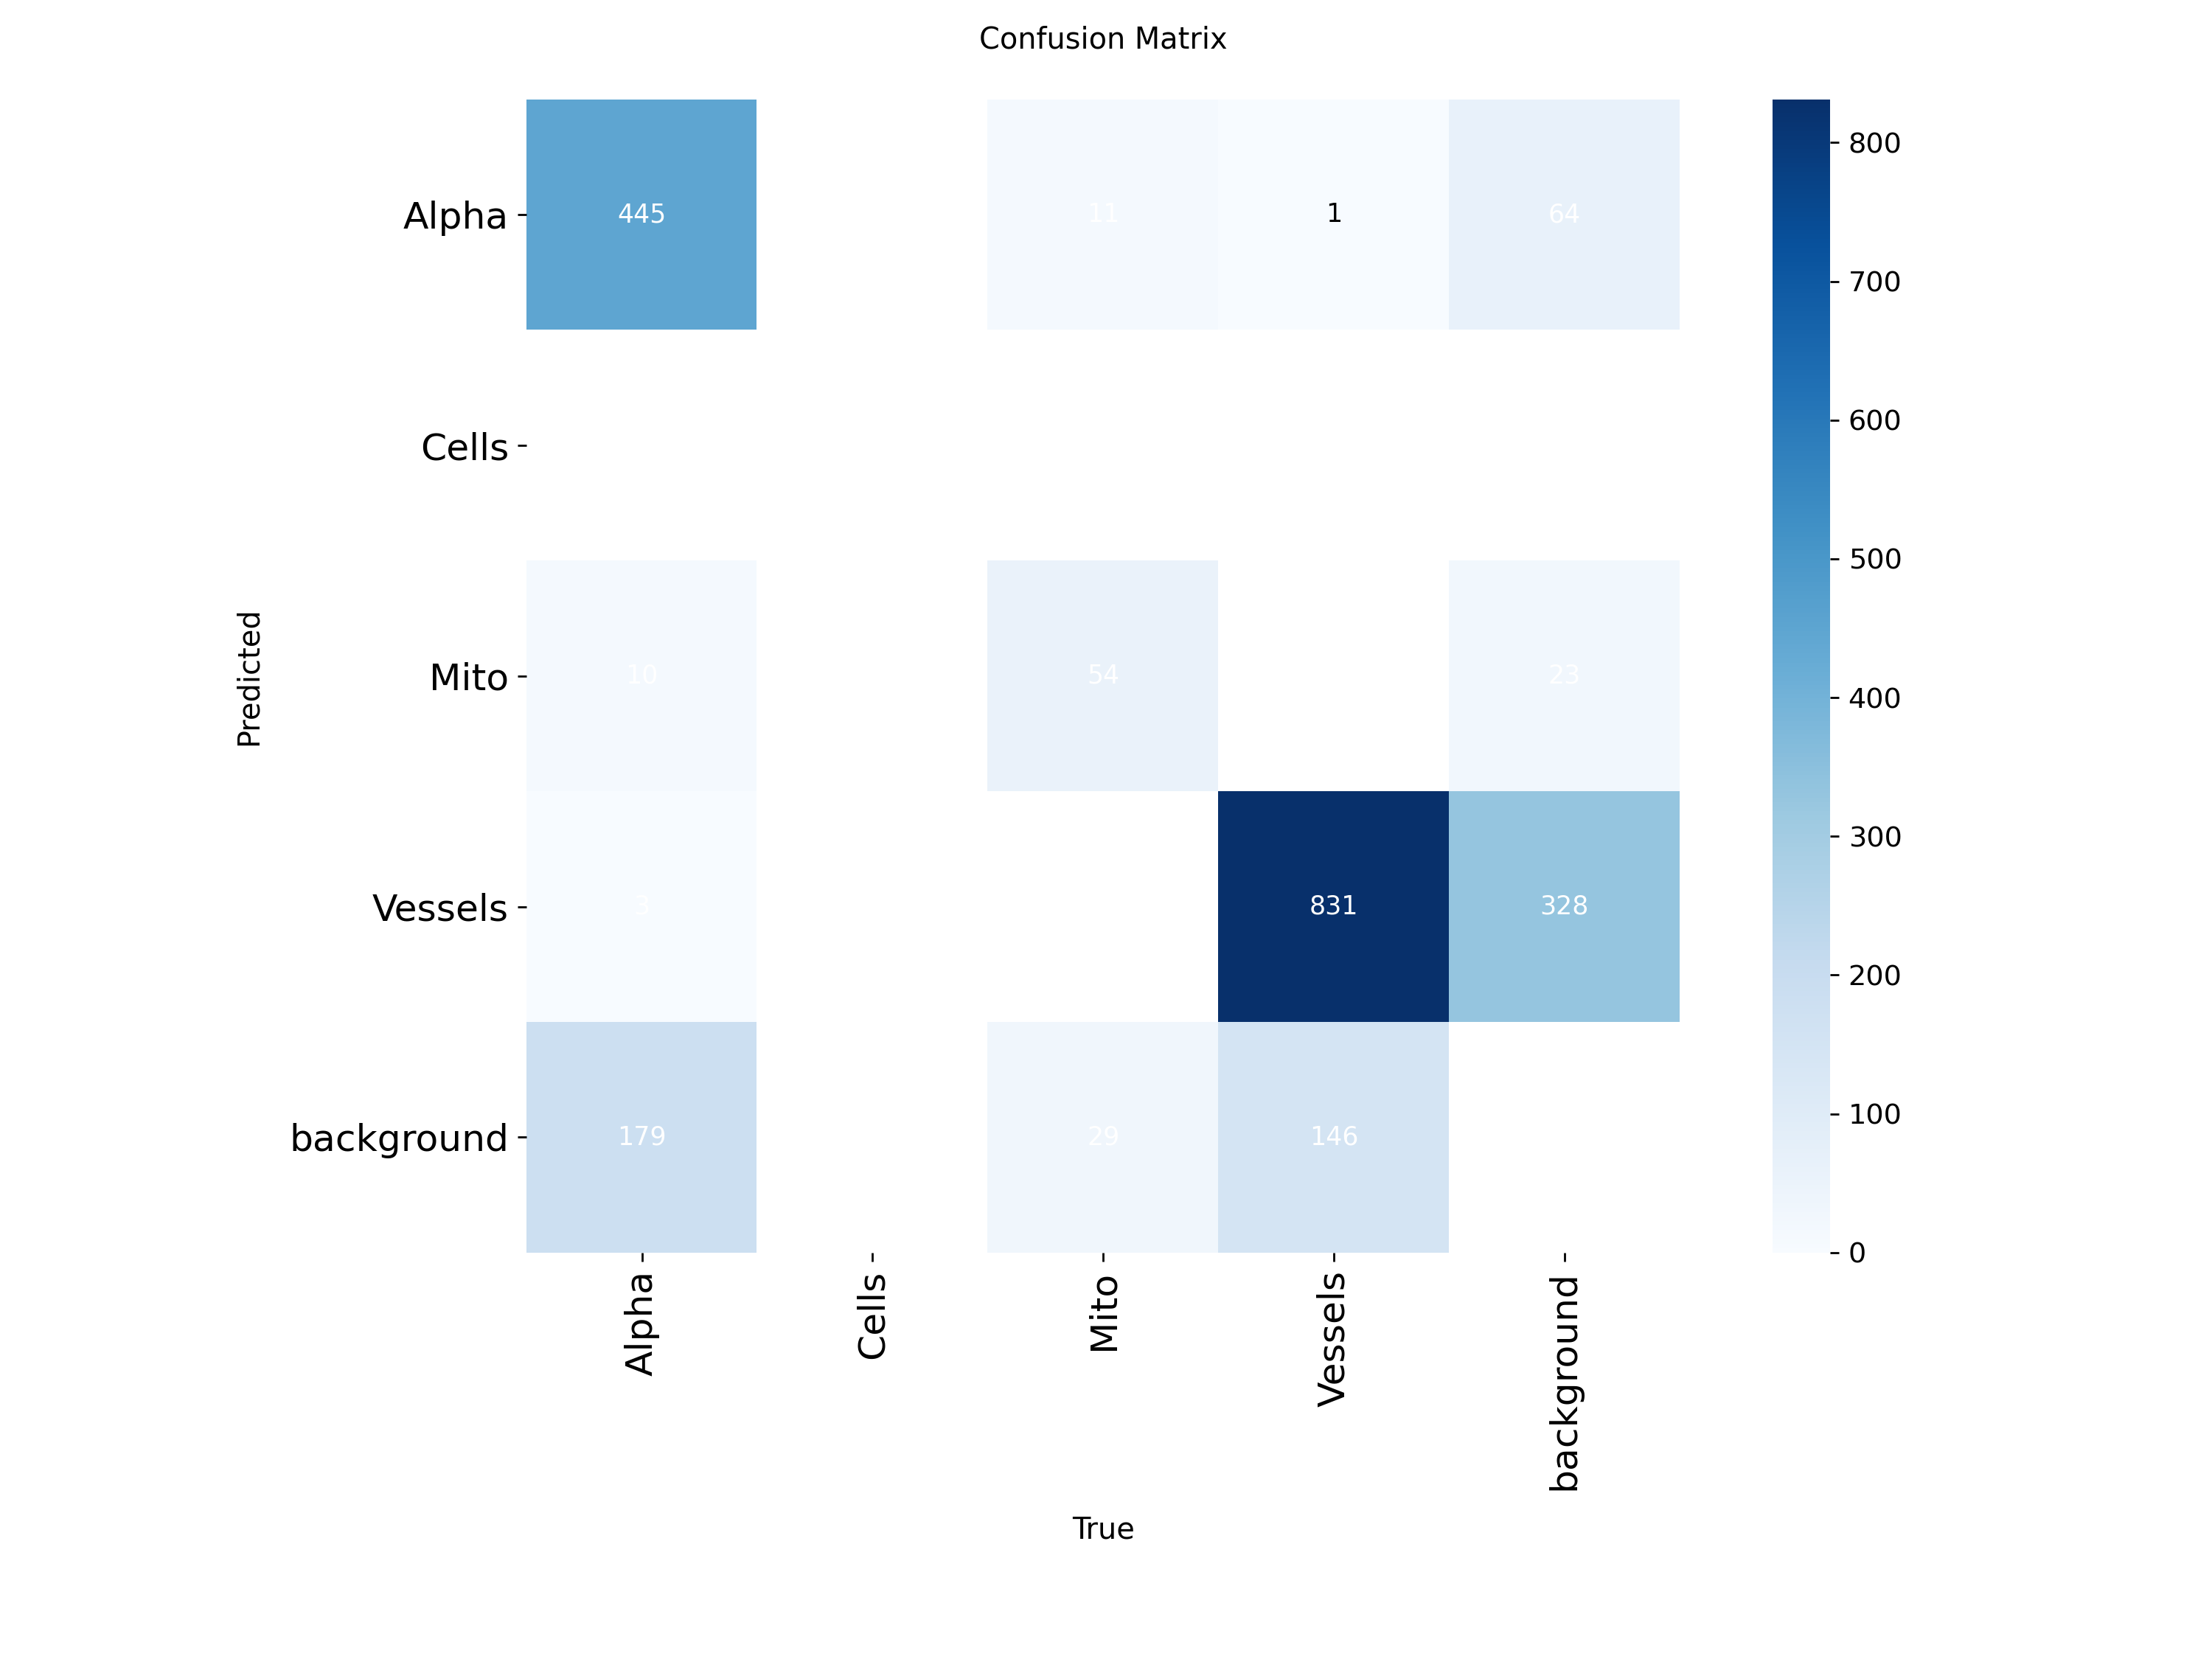 Confusion Matrix
Alpha
445
11
1
64
Cells
Mito
10
54
23
Vessels
3
831
328
background
179
29
146
Predicted
Alpha
Cells
Mito
Vessels
background
True
800
700
600
500
400
300
200
100
0